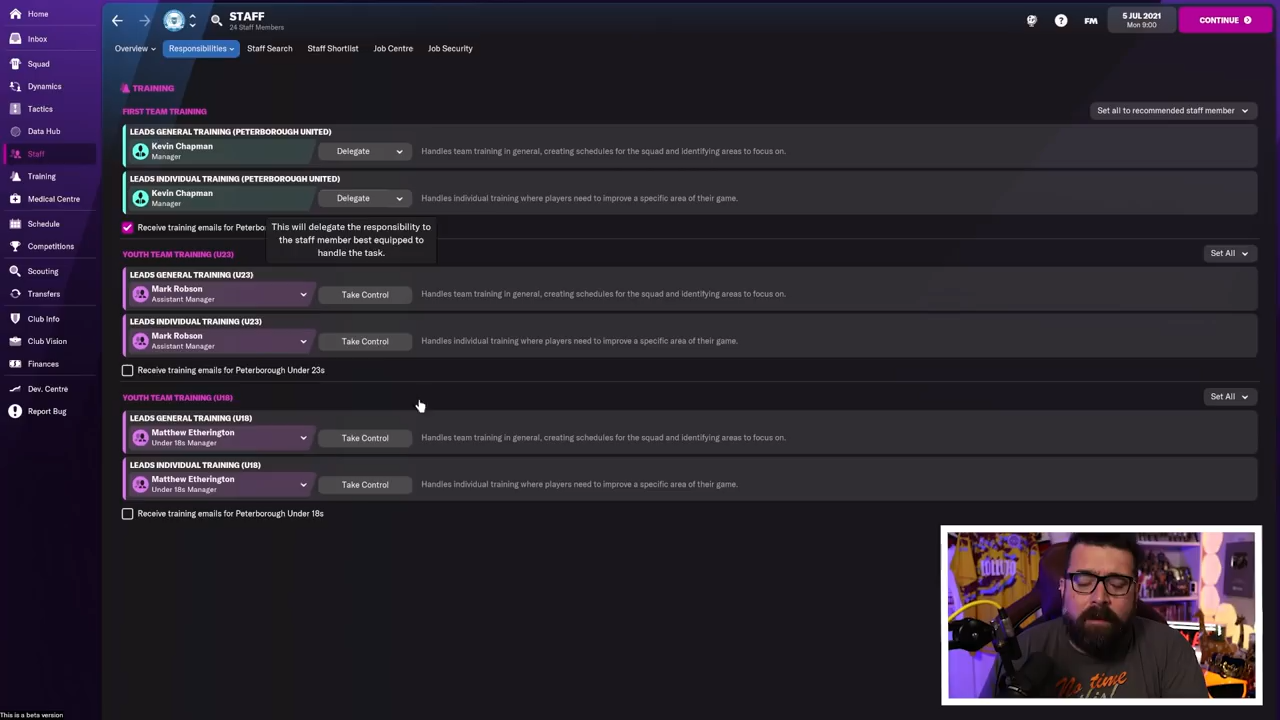 Home
Inbox
Squad
Dynamics
Tactics
Data Hub
Staff
Training
Medical Centre
Schedule
Competitions
Scouting
Transfers
Club Info
Club Vision
Finances
Dev. Centre
Report Bug
This is a beta version
STAFF
24 Staff Members
FM
5 JUL 2021
Mon 9:00
CONTINUE
Overview
Responsibilities
Staff Search
Staff Shortlist
Job Centre
Job Security
TRAINING
FIRST TEAM TRAINING
Set all to recommended staff member
LEADS GENERAL TRAINING (PETERBOROUGH UNITED)
Kevin Chapman
Manager
Delegate
Handles team training in general, creating schedules for the squad and identifying areas to focus on.
LEADS INDIVIDUAL TRAINING (PETERBOROUGH UNITED)
Kevin Chapman
Manager
Delegate
Handles individual training where players need to improve a specific area of their game.
Receive training emails for Peterbo
This will delegate the responsibility to
the staff member best equipped to
handle the task.
YOUTH TEAM TRAINING (U23)
Set All
LEADS GENERAL TRAINING (U23)
Mark Robson
Assistant Manager
Take Control
Handles team training in general, creating schedules for the squad and identifying areas to focus on.
LEADS INDIVIDUAL TRAINING (U23)
Mark Robson
Assistant Manager
Take Control
Handles individual training where players need to improve a specific area of their game.
Receive training emails for Peterborough Under 23s
YOUTH TEAM TRAINING (U18)
Set All
LEADS GENERAL TRAINING (U18)
Matthew Etherington
Under 18s Manager
Take Control
Handles team training in general, creating schedules for the squad and identifying areas to focus on.
LEADS INDIVIDUAL TRAINING (U18)
Matthew Etherington
Under 18s Manager
Take Control
Handles individual training where players need to improve a specific area of their game.
Receive training emails for Peterborough Under 18s
No time